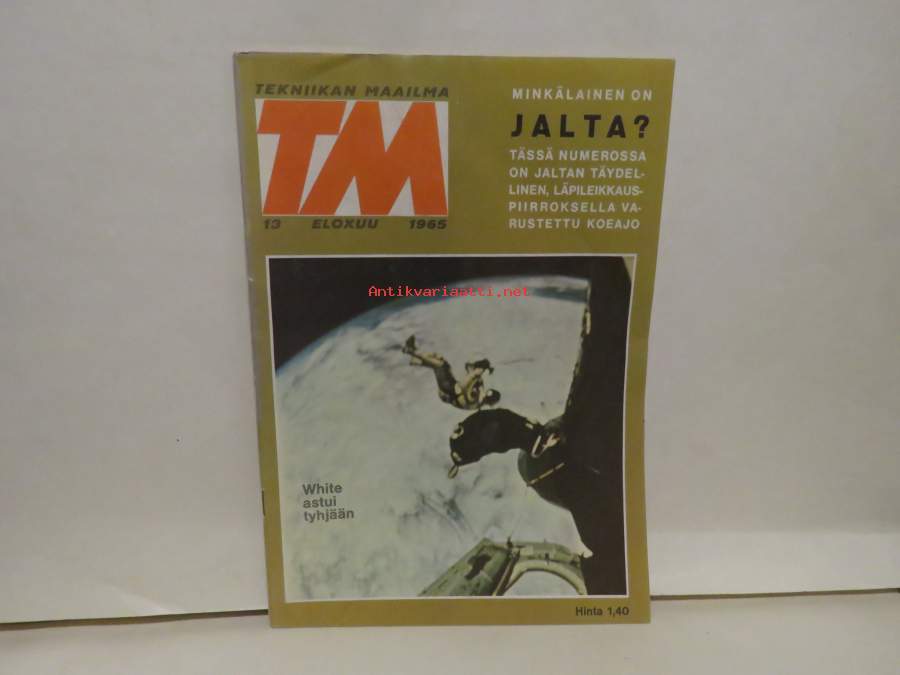 TEKNIIKAN MAAILMA
TM
13 ELOKUU 1965
MINKÄLAINEN ON
JALTA?
TÄSSÄ NUMEROSSA
ON JALTAN TÄYDEL-
LINEN, LÄPILEIKKAUS-
PIIRROKSELLA VA-
RUSTETTU KOEAJO
Antikvariaatti.net
White
astui
tyhjään
Hinta 1,40